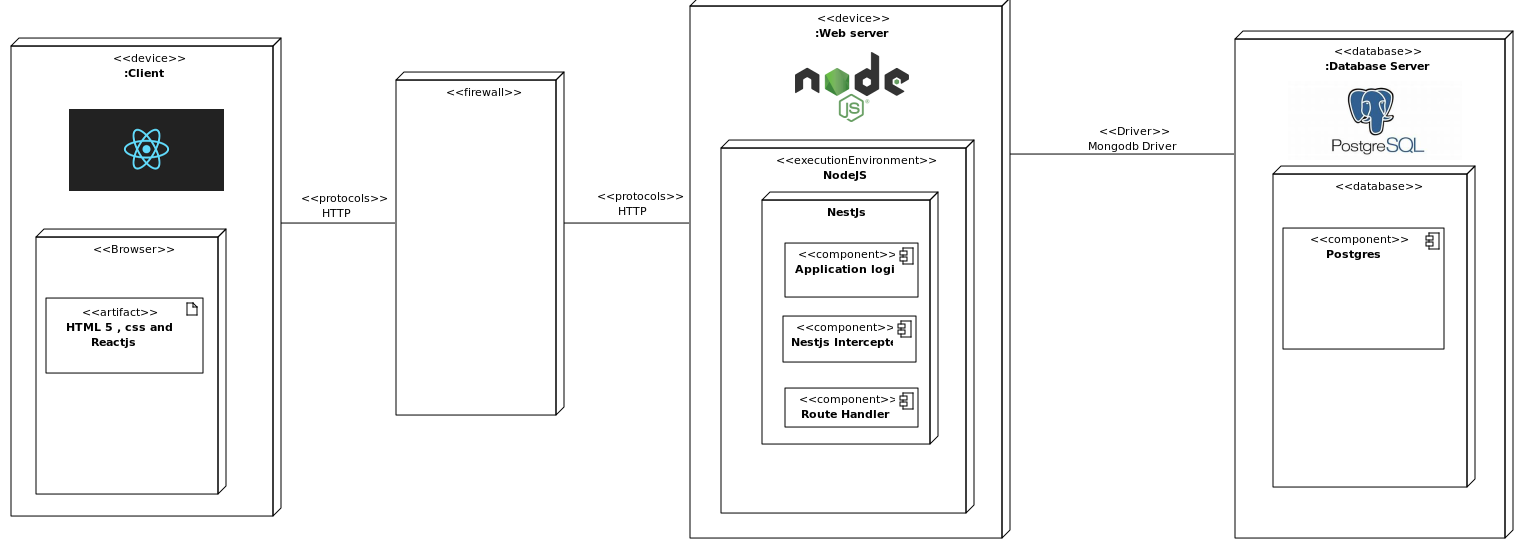 <<device>>
:Client
<<Browser>>
<<artifact>>
HTML 5 , css and
Reactjs
<<protocols>>
HTTP
<<firewall>>
<<protocols>>
HTTP
<<device>>
:Web server
node
JS
<<executionEnvironment>>
NodeJS
NestJs
<<component>>
Application logi
<<component>>
Nestjs Intercept
<<component>>
Route Handler
<<Driver>>
Mongodb Driver
<<database>>
:Database Server
PostgreSQL
<<database>>
<<component>>
Postgres